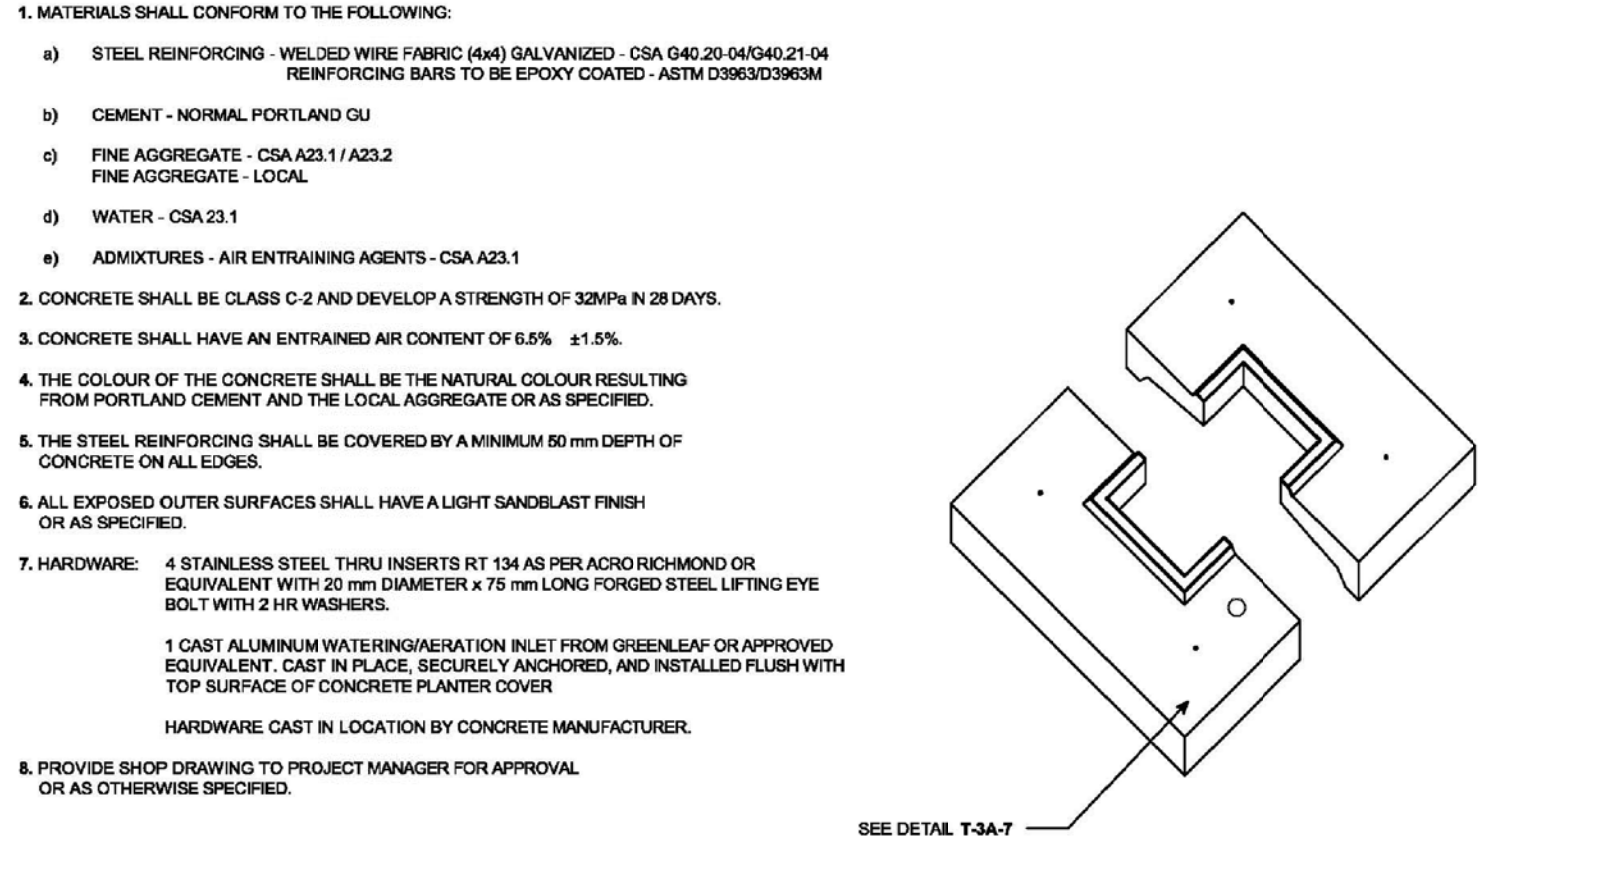 1. MATERIALS SHALL CONFORM TO THE FOLLOWING:
a) STEEL REINFORCING - WELDED WIRE FABRIC (4x4) GALVANIZED - CSA G40.20-04/G40.21-04
REINFORCING BARS TO BE EPOXY COATED - ASTM D3963/D3963M
b) CEMENT - NORMAL PORTLAND GU
c) FINE AGGREGATE - CSA A23.1 / A23.2
FINE AGGREGATE - LOCAL
d) WATER - CSA 23.1
e) ADMIXTURES - AIR ENTRAINING AGENTS - CSA A23.1
2. CONCRETE SHALL BE CLASS C-2 AND DEVELOP A STRENGTH OF 32MPa IN 28 DAYS.
3. CONCRETE SHALL HAVE AN ENTRAINED AIR CONTENT OF 6.5% ±1.5%.
4. THE COLOUR OF THE CONCRETE SHALL BE THE NATURAL COLOUR RESULTING
FROM PORTLAND CEMENT AND THE LOCAL AGGREGATE OR AS SPECIFIED.
5. THE STEEL REINFORCING SHALL BE COVERED BY A MINIMUM 50 mm DEPTH OF
CONCRETE ON ALL EDGES.
6. ALL EXPOSED OUTER SURFACES SHALL HAVE A LIGHT SANDBLAST FINISH
OR AS SPECIFIED.
7. HARDWARE: 4 STAINLESS STEEL THRU INSERTS RT 134 AS PER ACRO RICHMOND OR
EQUIVALENT WITH 20 mm DIAMETER x 75 mm LONG FORGED STEEL LIFTING EYE
BOLT WITH 2 HR WASHERS.
1 CAST ALUMINUM WATERING/AERATION INLET FROM GREENLEAF OR APPROVED
EQUIVALENT. CAST IN PLACE, SECURELY ANCHORED, AND INSTALLED FLUSH WITH
TOP SURFACE OF CONCRETE PLANTER COVER
HARDWARE CAST IN LOCATION BY CONCRETE MANUFACTURER.
8. PROVIDE SHOP DRAWING TO PROJECT MANAGER FOR APPROVAL
OR AS OTHERWISE SPECIFIED.
SEE DETAIL T-3A-7